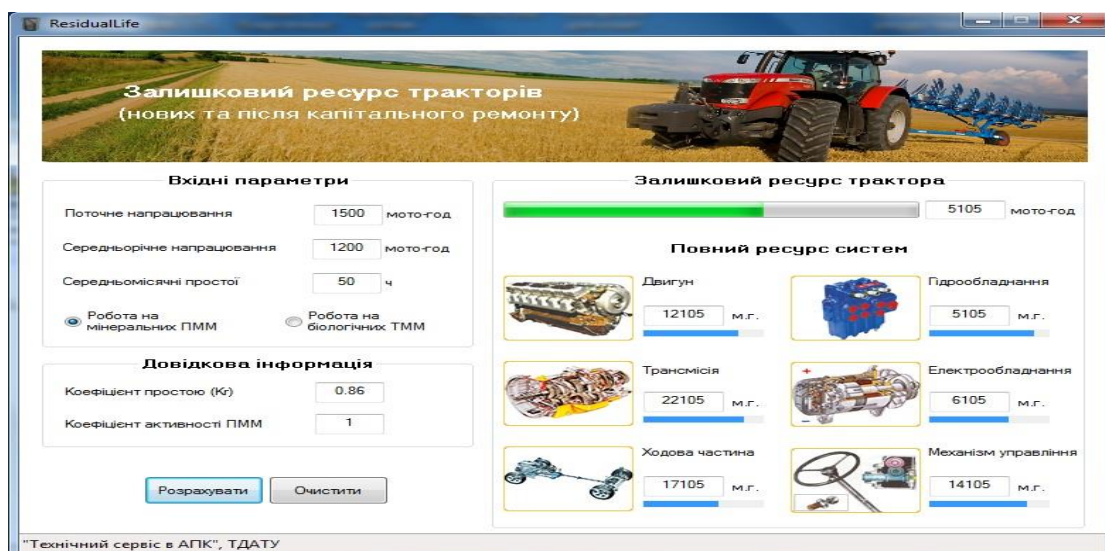 ResidualLife
Залишковий ресурс тракторів
(нових та після капітального ремонту)
Вхідні параметри
Поточне напрацювання 1500 мото-год
Середньорічне напрацювання 1200 мото-год
Середньомісячні простої 50 ч
Робота на мінеральних ПММ
Робота на біологічних ТММ
Довідкова інформація
Коефіцієнт простою (Кг) 0.86
Коефіцієнт активності ПММ 1
Розрахувати Очистити
Залишковий ресурс трактора
5105 мото-год
Повний ресурс систем
Двигун
12105 м.г.
Гідрообладнання
5105 м.г.
Трансмісія
22105 м.г.
Електрообладнання
6105 м.г.
Ходова частина
17105 м.г.
Механізм управління
14105 м.г.
"Технічний сервіс в АПК", ТДАТУ